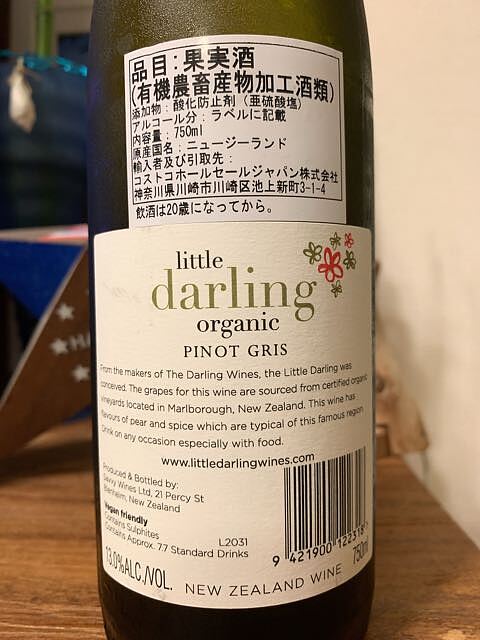 品目:果実酒
(有機農畜産物加工酒類)
添加物:酸化防止剤(亜硫酸塩)
アルコール分:ラベルに記載
内容量:750ml
原産国名:ニュージーランド
輸入者及び引取先:
コストコホールセールジャパン株式会社
神奈川県川崎市川崎区池上新町3-1-4
飲酒は20歳になってから。
little
darling
organic
PINOT GRIS
From the makers of The Darling Wines, the Little Darling was
conceived. The grapes for this wine are sourced from certified organic
vineyards located in Marlborough, New Zealand. This wine has
flavours of pear and spice which are typical of this famous region.
Drink on any occasion especially with food.
www.littledarlingwines.com
Produced & Bottled by:
Savvy Wines Ltd, 21 Percy St
Blenheim, New Zealand
Vegan friendly
Contains Sulphites
Contains Approx. 7.7 Standard Drinks
L2031
13.0%ALC./VOL.
NEW ZEALAND WINE
9 421900 122318
750ml